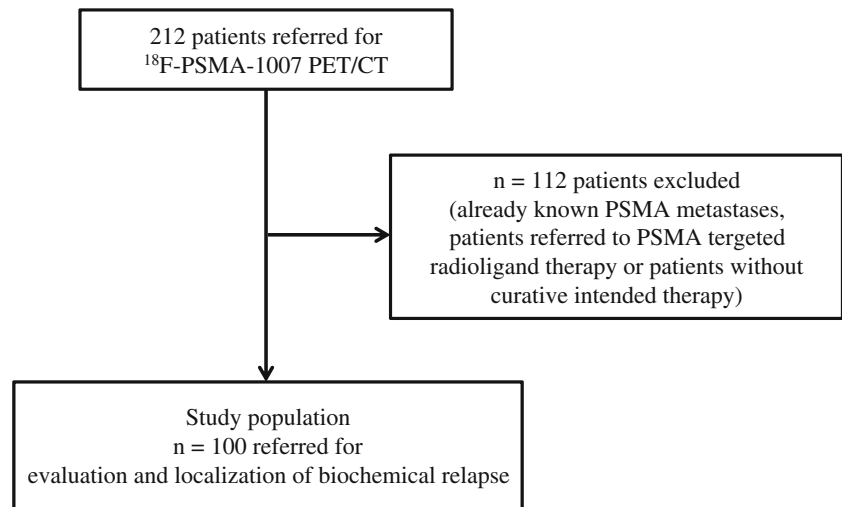 212 patients referred for
¹⁸F-PSMA-1007 PET/CT
n = 112 patients excluded
(already known PSMA metastases,
patients referred to PSMA tergeted
radioligand therapy or patients without
curative intended therapy)
Study population
n = 100 referred for
evaluation and localization of biochemical relapse